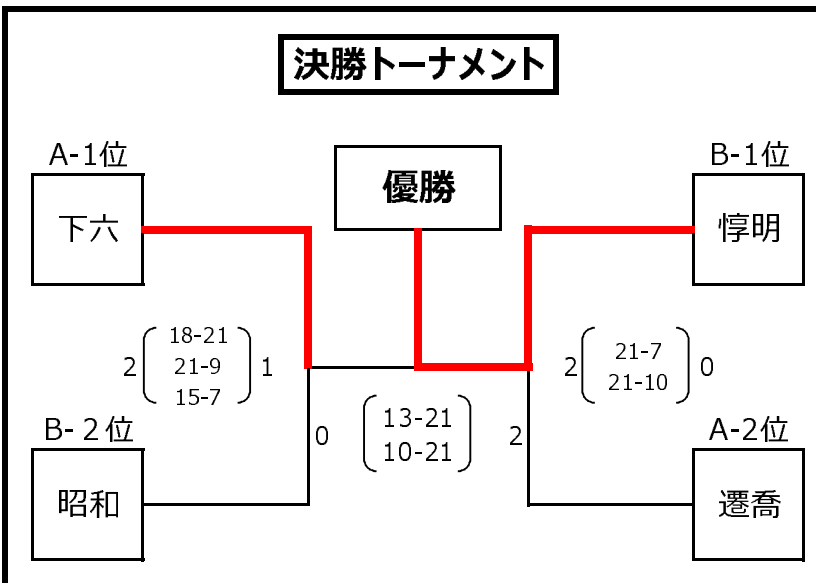 決勝トーナメント
A-1位
B-1位
下六
優勝
惇明
2
18-21
21-9
15-7
1
2
21-7
21-10
0
B-２位
0
13-21
10-21
2
A-2位
昭和
遷喬